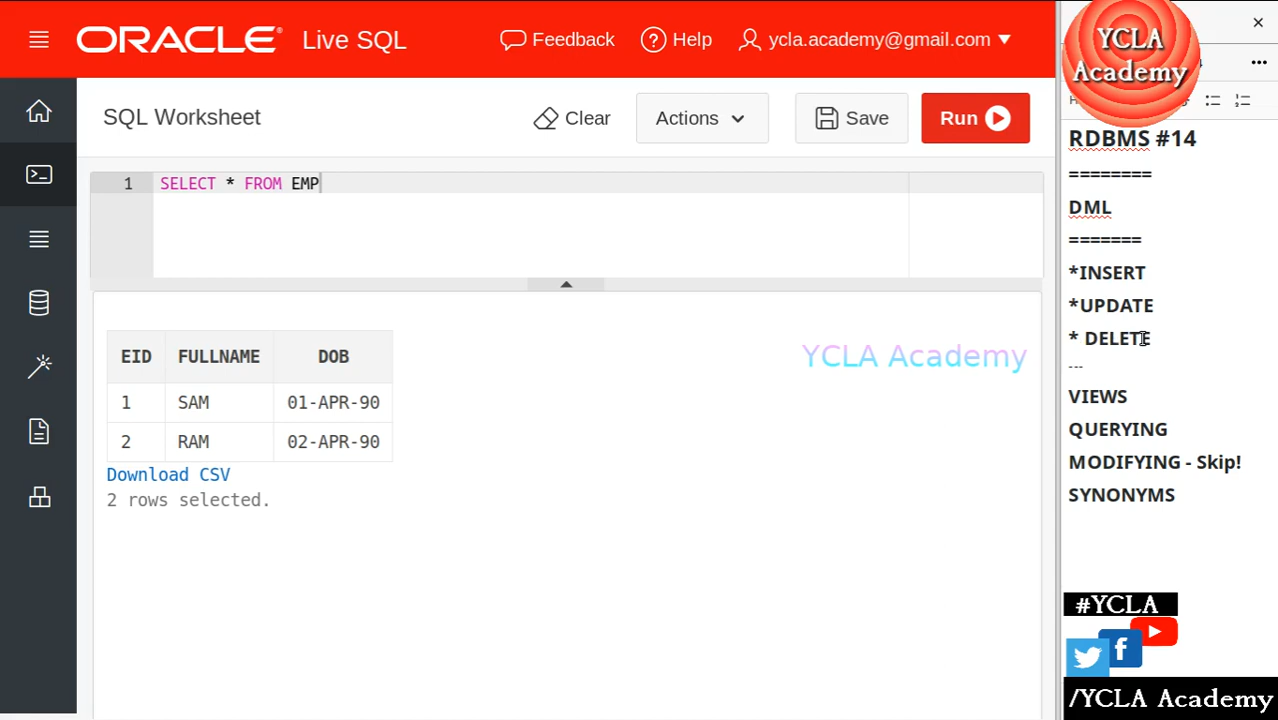 ORACLE Live SQL
Feedback
Help
ycla.academy@gmail.com
SQL Worksheet
Clear
Actions
Save
Run
1 SELECT * FROM EMP
EID FULLNAME DOB
1 SAM 01-APR-90
2 RAM 02-APR-90
Download CSV
2 rows selected.
YCLA Academy
YCLA
Academy
RDBMS #14
========
DML
=======
*INSERT
*UPDATE
* DELETE
---
VIEWS
QUERYING
MODIFYING - Skip!
SYNONYMS
#YCLA
/YCLA Academy